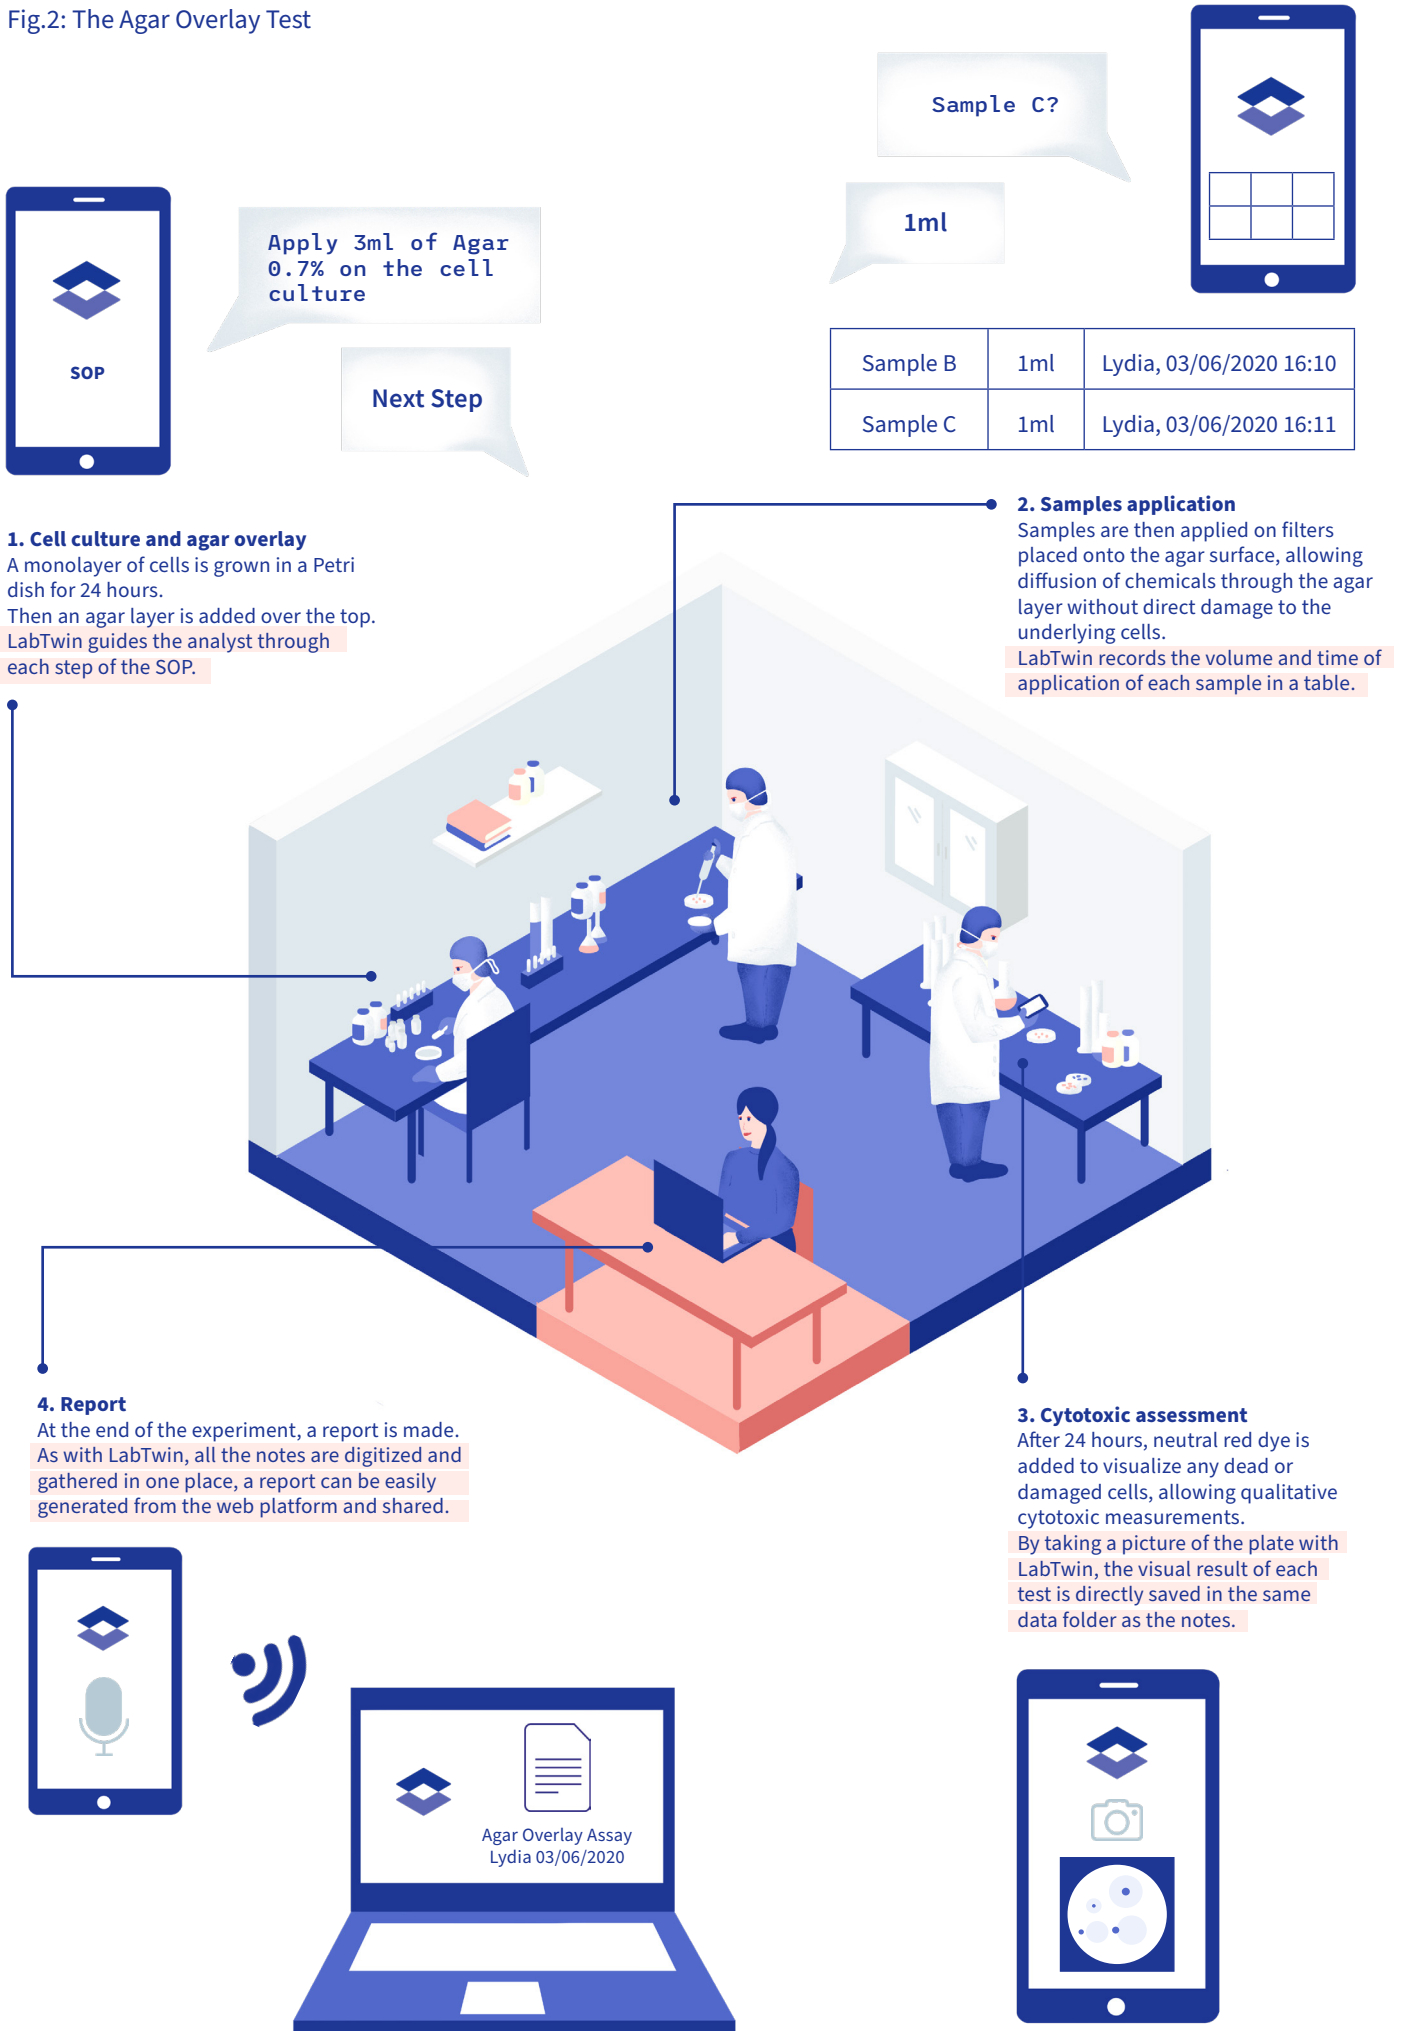 Fig.2: The Agar Overlay Test
Sample C?
1ml
Apply 3ml of Agar
0.7% on the cell
culture
Next Step
SOP
Sample B 1ml Lydia, 03/06/2020 16:10
Sample C 1ml Lydia, 03/06/2020 16:11
1. Cell culture and agar overlay
A monolayer of cells is grown in a Petri
dish for 24 hours.
Then an agar layer is added over the top.
LabTwin guides the analyst through
each step of the SOP.
2. Samples application
Samples are then applied on filters
placed onto the agar surface, allowing
diffusion of chemicals through the agar
layer without direct damage to the
underlying cells.
LabTwin records the volume and time of
application of each sample in a table.
3. Cytotoxic assessment
After 24 hours, neutral red dye is
added to visualize any dead or
damaged cells, allowing qualitative
cytotoxic measurements.
By taking a picture of the plate with
LabTwin, the visual result of each
test is directly saved in the same
data folder as the notes.
4. Report
At the end of the experiment, a report is made.
As with LabTwin, all the notes are digitized and
gathered in one place, a report can be easily
generated from the web platform and shared.
Agar Overlay Assay
Lydia 03/06/2020